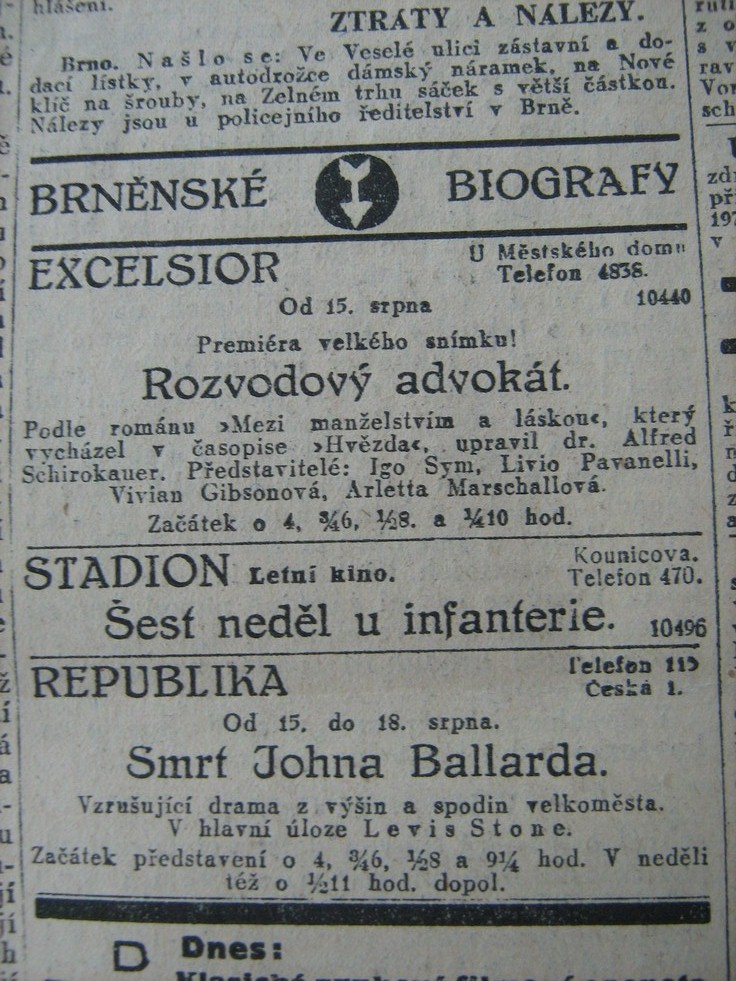 hlášení.
ZTRÁTY A NÁLEZY.
Brno. Našlo se: Ve Veselé ulici zástavní a do-
dací lístky, v autodrožce dámský náramek, na Nové
klíč na šrouby, na Zelném trhu sáček s větší částkou.
Nálezy jsou u policejního ředitelství v Brně.
BRNĚNSKÉ BIOGRAFY
EXCELSIOR
U Městského domu
Telefon 4838.
Od 15. srpna
10440
Premiéra velkého snímku!
Rozvodový advokát.
Podle románu »Mezi manželstvím a láskou«, který
vycházel v časopise »Hvězda«, upravil dr. Alfred
Schirokauer. Představitelé: Igo Sym, Livio Pavanelli,
Vivian Gibsonová, Arletta Marschallová.
Začátek o 4, ¾6, ½8. a ¼10 hod.
STADION Letní kino.
Kounicova.
Telefon 470.
Šest neděl u infanterie.
10496
REPUBLIKA
Telefon 115
Česká 1.
Od 15. do 18. srpna.
Smrt Johna Ballarda.
Vzrušující drama z výšin a spodin velkoměsta.
V hlavní úloze Levis Stone.
Začátek představení o 4, ¾6, ½8 a 9¼ hod. V neděli
též o ½11 hod. dopol.
D Dnes: